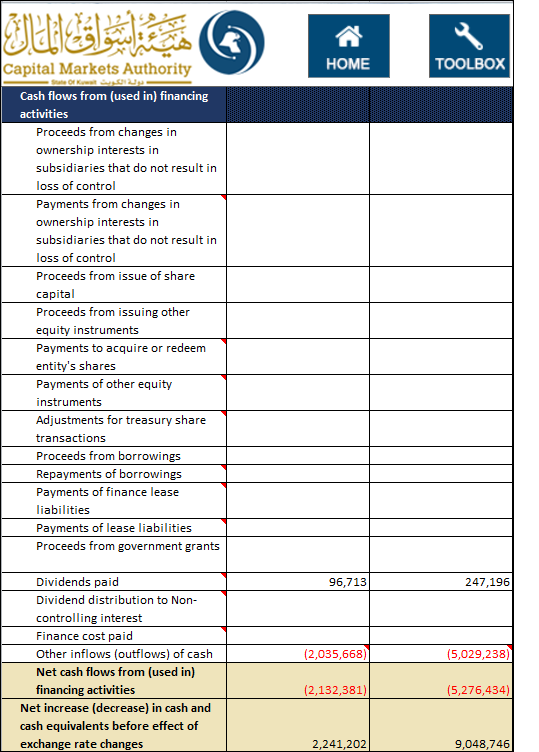 هيئة أسواق المال
Capital Markets Authority
State Of Kuwait دولة الكويت
HOME
TOOLBOX
Cash flows from (used in) financing
activities
Proceeds from changes in
ownership interests in
subsidiaries that do not result in
loss of control
Payments from changes in
ownership interests in
subsidiaries that do not result in
loss of control
Proceeds from issue of share
capital
Proceeds from issuing other
equity instruments
Payments to acquire or redeem
entity's shares
Payments of other equity
instruments
Adjustments for treasury share
transactions
Proceeds from borrowings
Repayments of borrowings
Payments of finance lease
liabilities
Payments of lease liabilities
Proceeds from government grants
Dividends paid 96,713 247,196
Dividend distribution to Non-
controlling interest
Finance cost paid
Other inflows (outflows) of cash (2,035,668) (5,029,238)
Net cash flows from (used in)
financing activities (2,132,381) (5,276,434)
Net increase (decrease) in cash and
cash equivalents before effect of
exchange rate changes 2,241,202 9,048,746